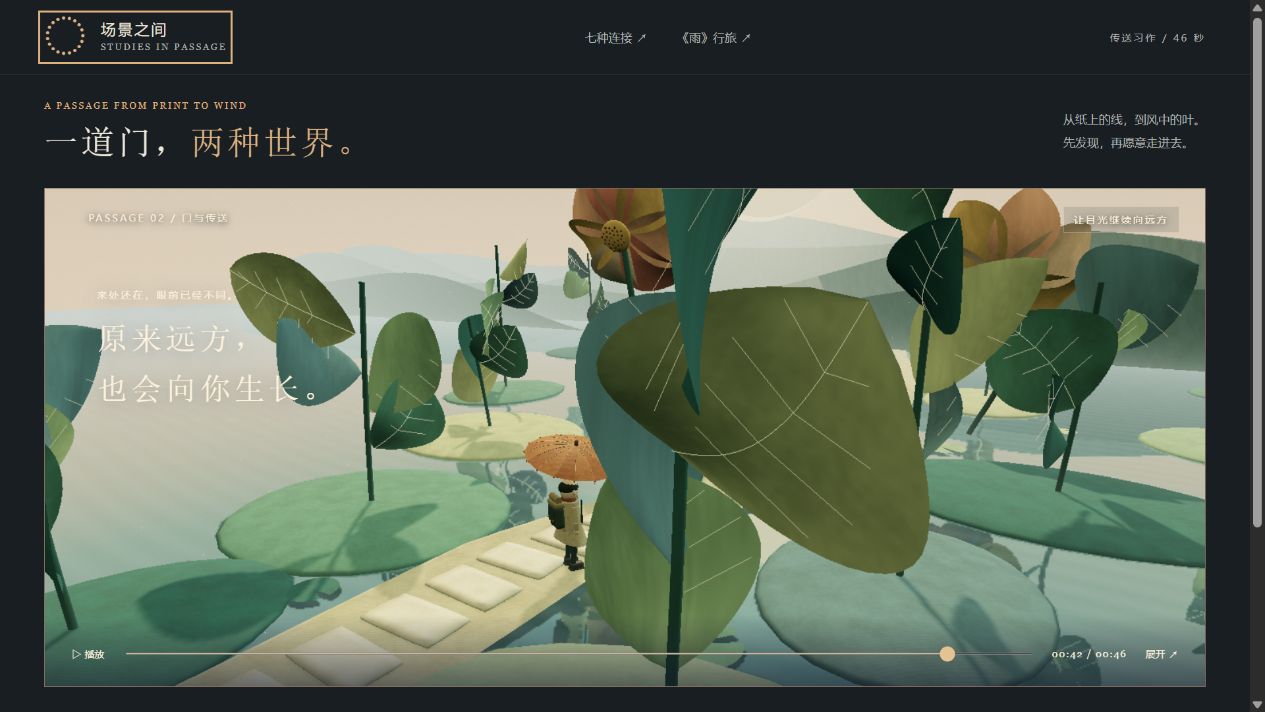 场景之间
STUDIES IN PASSAGE
七种连接 ↗
《雨》行旅 ↗
传送习作 / 46 秒
A PASSAGE FROM PRINT TO WIND
一道门，两种世界。
从纸上的线，到风中的叶。
先发现，再愿意走进去。
PASSAGE 02 / 门与传送
让目光继续向远方
来处还在，眼前已经不同。
原来远方，
也会向你生长。
▷ 播放
00:42 / 00:46
展开 ↗